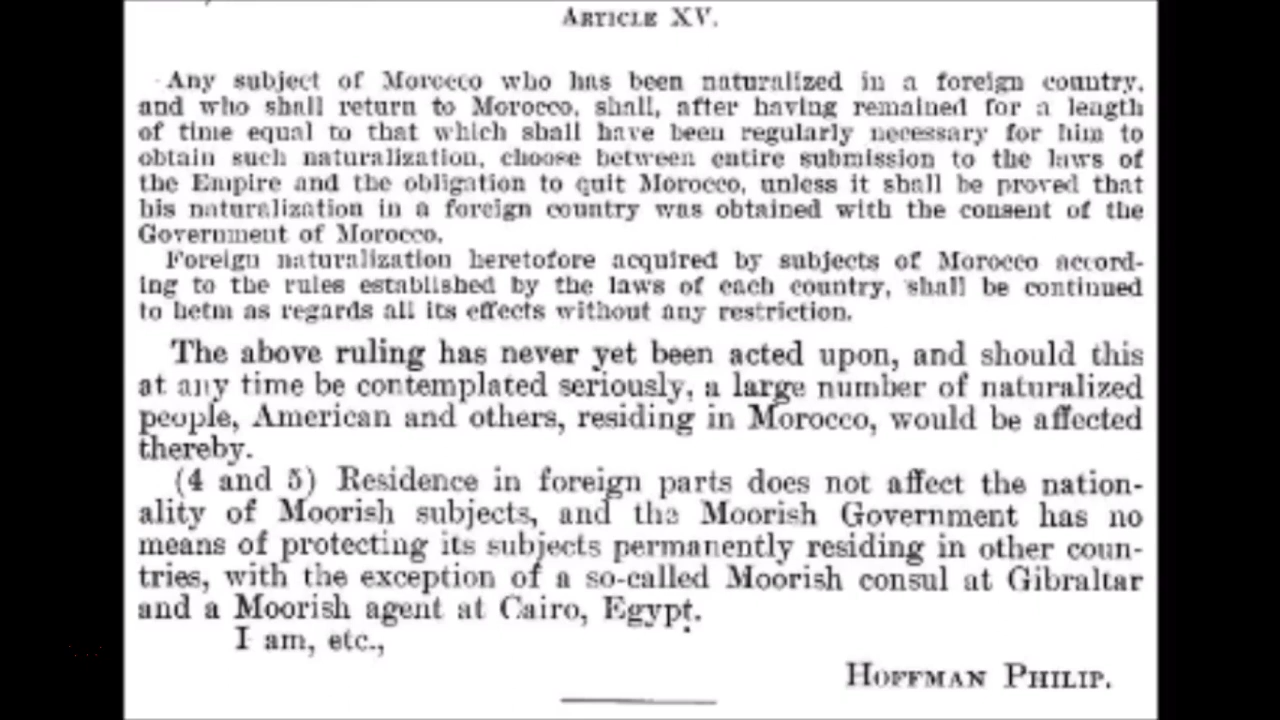 ARTICLE XV.
Any subject of Morocco who has been naturalized in a foreign country,
and who shall return to Morocco, shall, after having remained for a length
of time equal to that which shall have been regularly necessary for him to
obtain such naturalization, choose between entire submission to the laws of
the Empire and the obligation to quit Morocco, unless it shall be proved that
his naturalization in a foreign country was obtained with the consent of the
Government of Morocco.
Foreign naturalization heretofore acquired by subjects of Morocco accord-
ing to the rules established by the laws of each country, shall be continued
to hetm as regards all its effects without any restriction.
The above ruling has never yet been acted upon, and should this
at any time be contemplated seriously, a large number of naturalized
people, American and others, residing in Morocco, would be affected
thereby.
(4 and 5) Residence in foreign parts does not affect the nation-
ality of Moorish subjects, and the Moorish Government has no
means of protecting its subjects permanently residing in other coun-
tries, with the exception of a so-called Moorish consul at Gibraltar
and a Moorish agent at Cairo, Egypt.
I am, etc.,
HOFFMAN PHILIP.